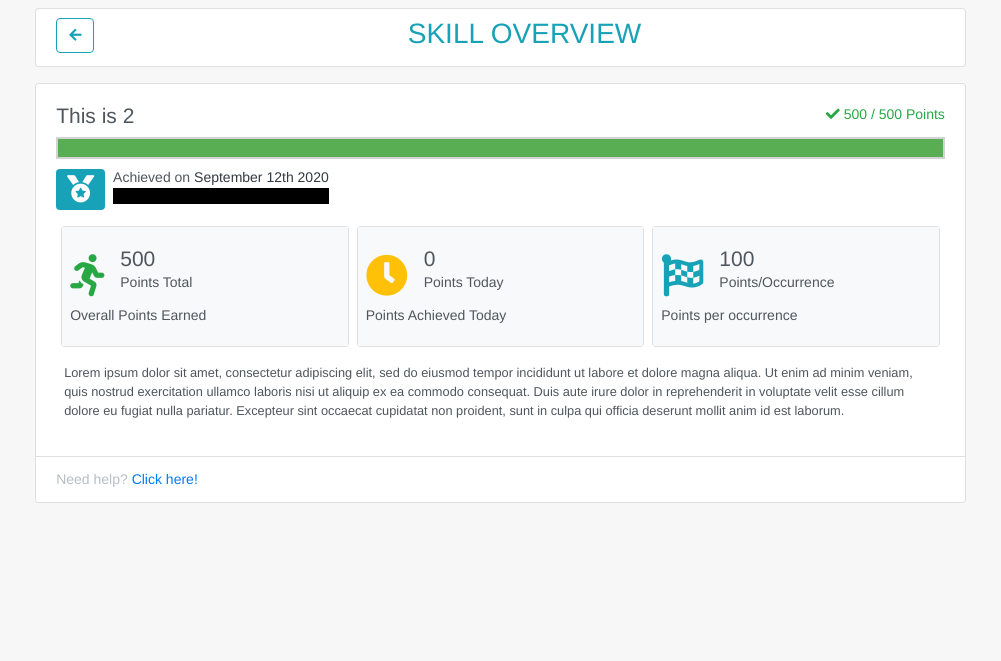 SKILL OVERVIEW
This is 2
500 / 500 Points
Achieved on September 12th 2020
500
Points Total
Overall Points Earned
0
Points Today
Points Achieved Today
100
Points/Occurrence
Points per occurrence
Lorem ipsum dolor sit amet, consectetur adipiscing elit, sed do eiusmod tempor incididunt ut labore et dolore magna aliqua. Ut enim ad minim veniam,
quis nostrud exercitation ullamco laboris nisi ut aliquip ex ea commodo consequat. Duis aute irure dolor in reprehenderit in voluptate velit esse cillum
dolore eu fugiat nulla pariatur. Excepteur sint occaecat cupidatat non proident, sunt in culpa qui officia deserunt mollit anim id est laborum.
Need help? Click here!